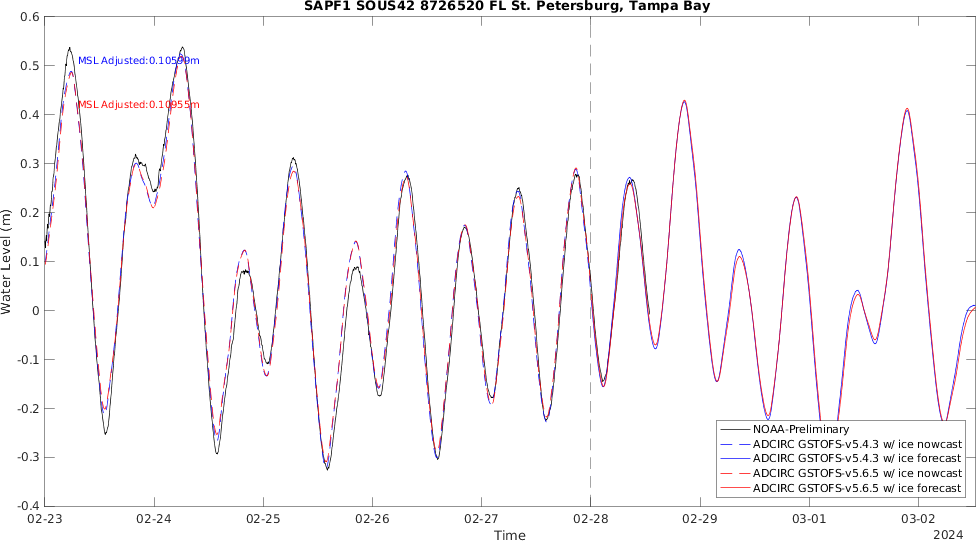 SAPF1 SOUS42 8726520 FL St. Petersburg, Tampa Bay
0.6
0.5
0.4
0.3
0.2
0.1
0
-0.1
-0.2
-0.3
-0.4
Water Level (m)
MSL Adjusted:0.10599m
MSL Adjusted:0.10955m
NOAA-Preliminary
ADCIRC GSTOFS-v5.4.3 w/ ice nowcast
ADCIRC GSTOFS-v5.4.3 w/ ice forecast
ADCIRC GSTOFS-v5.6.5 w/ ice nowcast
ADCIRC GSTOFS-v5.6.5 w/ ice forecast
02-23 02-24 02-25 02-26 02-27 02-28 02-29 03-01 03-02
Time
2024